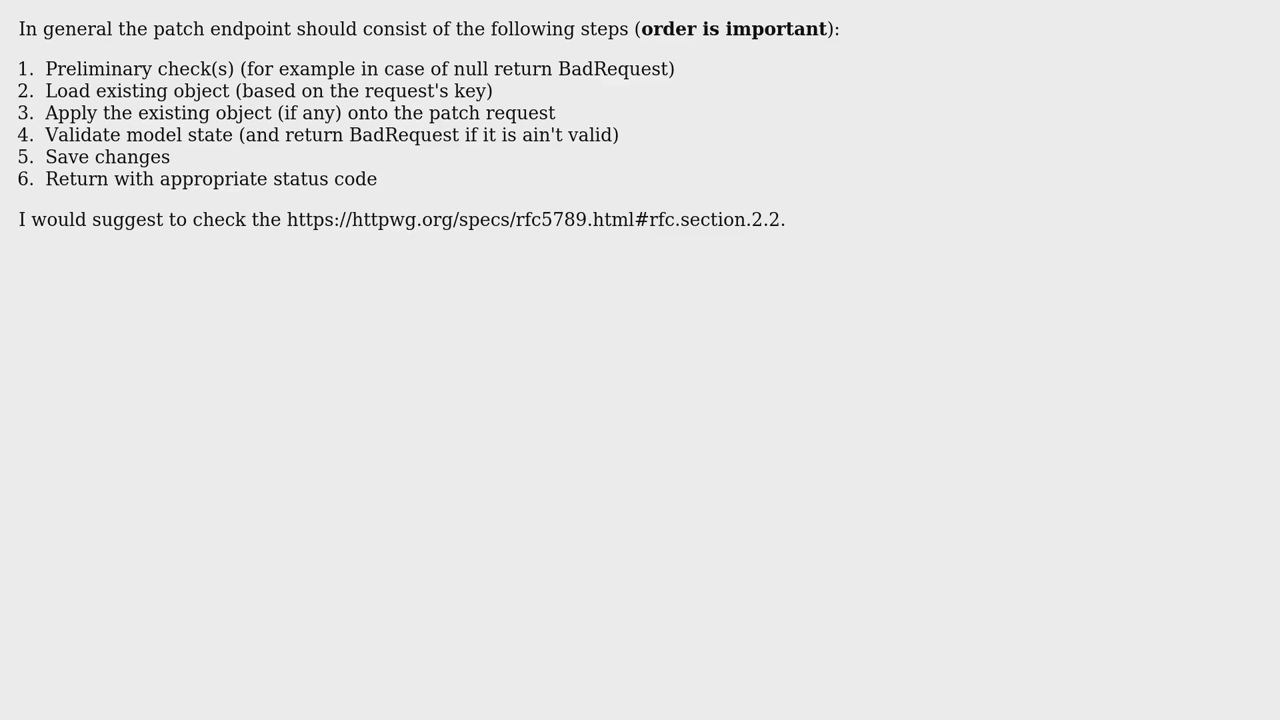 In general the patch endpoint should consist of the following steps (order is important):
1. Preliminary check(s) (for example in case of null return BadRequest)
2. Load existing object (based on the request's key)
3. Apply the existing object (if any) onto the patch request
4. Validate model state (and return BadRequest if it is ain't valid)
5. Save changes
6. Return with appropriate status code
I would suggest to check the https://httpwg.org/specs/rfc5789.html#rfc.section.2.2.